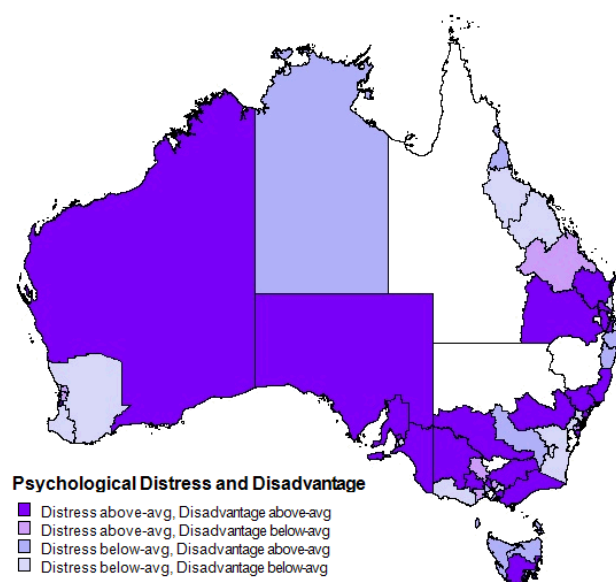 Psychological Distress and Disadvantage
Distress above-avg, Disadvantage above-avg
Distress above-avg, Disadvantage below-avg
Distress below-avg, Disadvantage above-avg
Distress below-avg, Disadvantage below-avg